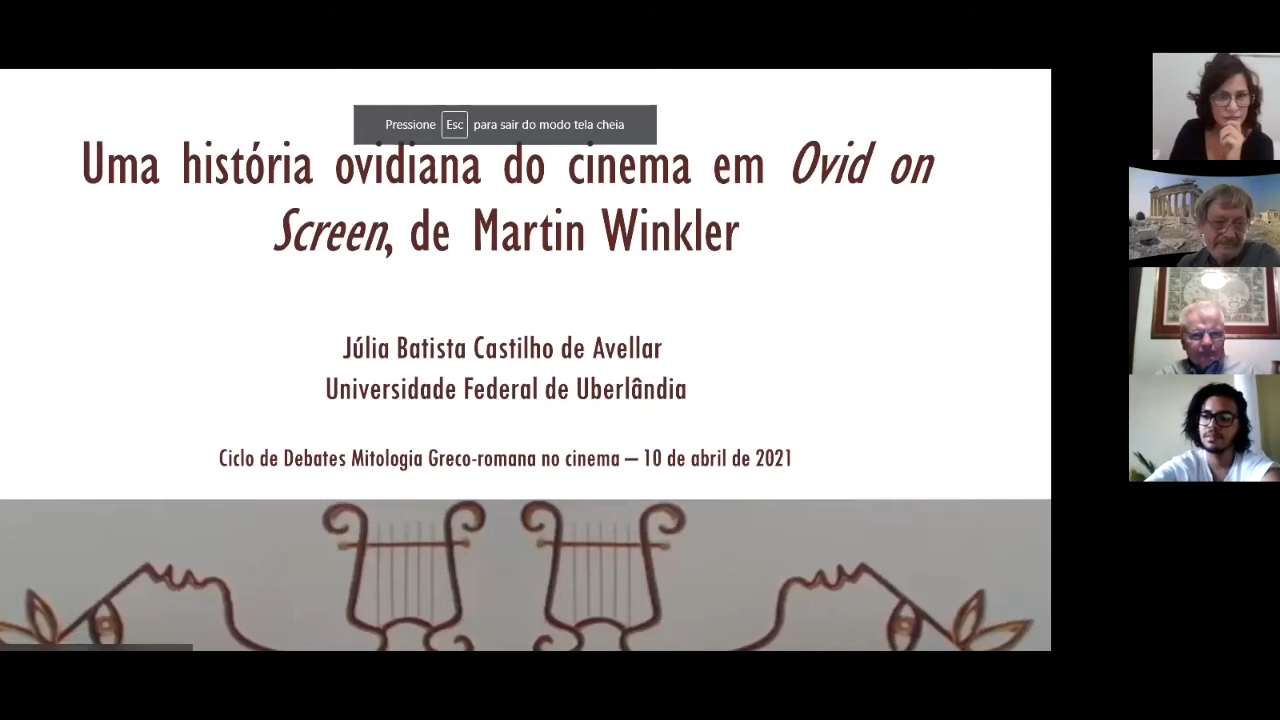 Pressione Esc para sair do modo tela cheia
Uma história ovidiana do cinema em Ovid on
Screen, de Martin Winkler
Júlia Batista Castilho de Avellar
Universidade Federal de Uberlândia
Ciclo de Debates Mitologia Greco-romana no cinema – 10 de abril de 2021